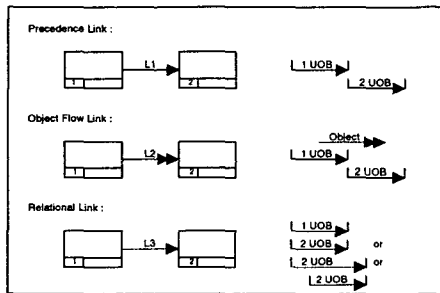 Precedence Link :
L1
1
2
1 UOB
2 UOB
Object Flow Link :
Object
L2
1 UOB
1
2
2 UOB
Relational Link :
1 UOB
L3
2 UOB or
2 UOB or
1
2
2 UOB